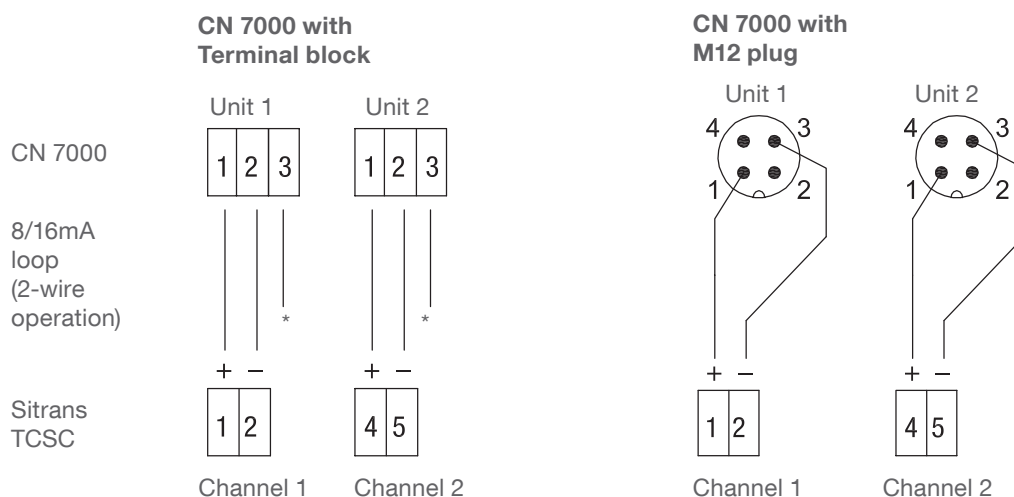 CN 7000 with
Terminal block
CN 7000 with
M12 plug
Unit 1
Unit 2
Unit 1
Unit 2
CN 7000
1 2 3
1 2 3
4 3
1 2
4 3
1 2
8/16mA
loop
(2-wire
operation)
*
*
+ −
+ −
+ −
+ −
Sitrans
TCSC
1 2
4 5
1 2
4 5
Channel 1
Channel 2
Channel 1
Channel 2